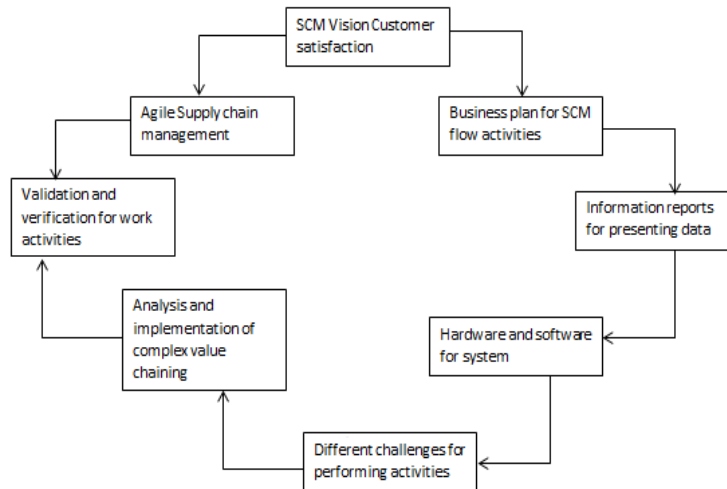 SCM Vision Customer
satisfaction
Agile Supply chain
management
Business plan for SCM
flow activities
Validation and
verification for work
activities
Information reports
for presenting data
Analysis and
implementation of
complex value
chaining
Hardware and software
for system
Different challenges for
performing activities